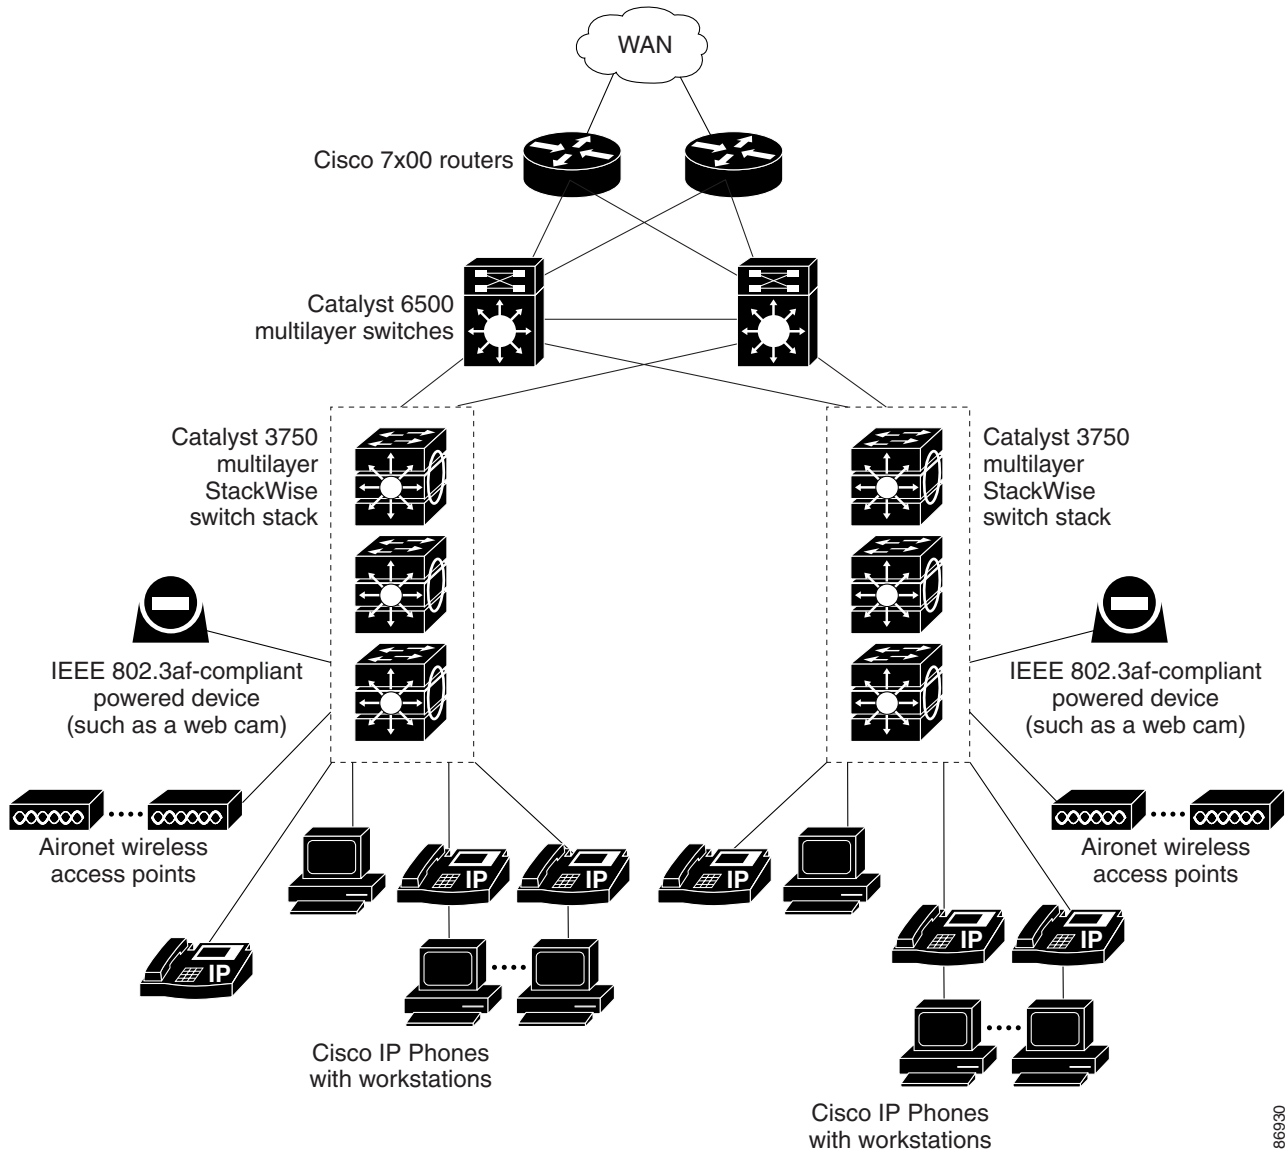 WAN
Cisco 7x00 routers
Catalyst 6500
multilayer switches
Catalyst 3750
multilayer
StackWise
switch stack
Catalyst 3750
multilayer
StackWise
switch stack
IEEE 802.3af-compliant
powered device
(such as a web cam)
IEEE 802.3af-compliant
powered device
(such as a web cam)
Aironet wireless
access points
Aironet wireless
access points
IP
IP
IP
IP
IP
IP
Cisco IP Phones
with workstations
Cisco IP Phones
with workstations
86930